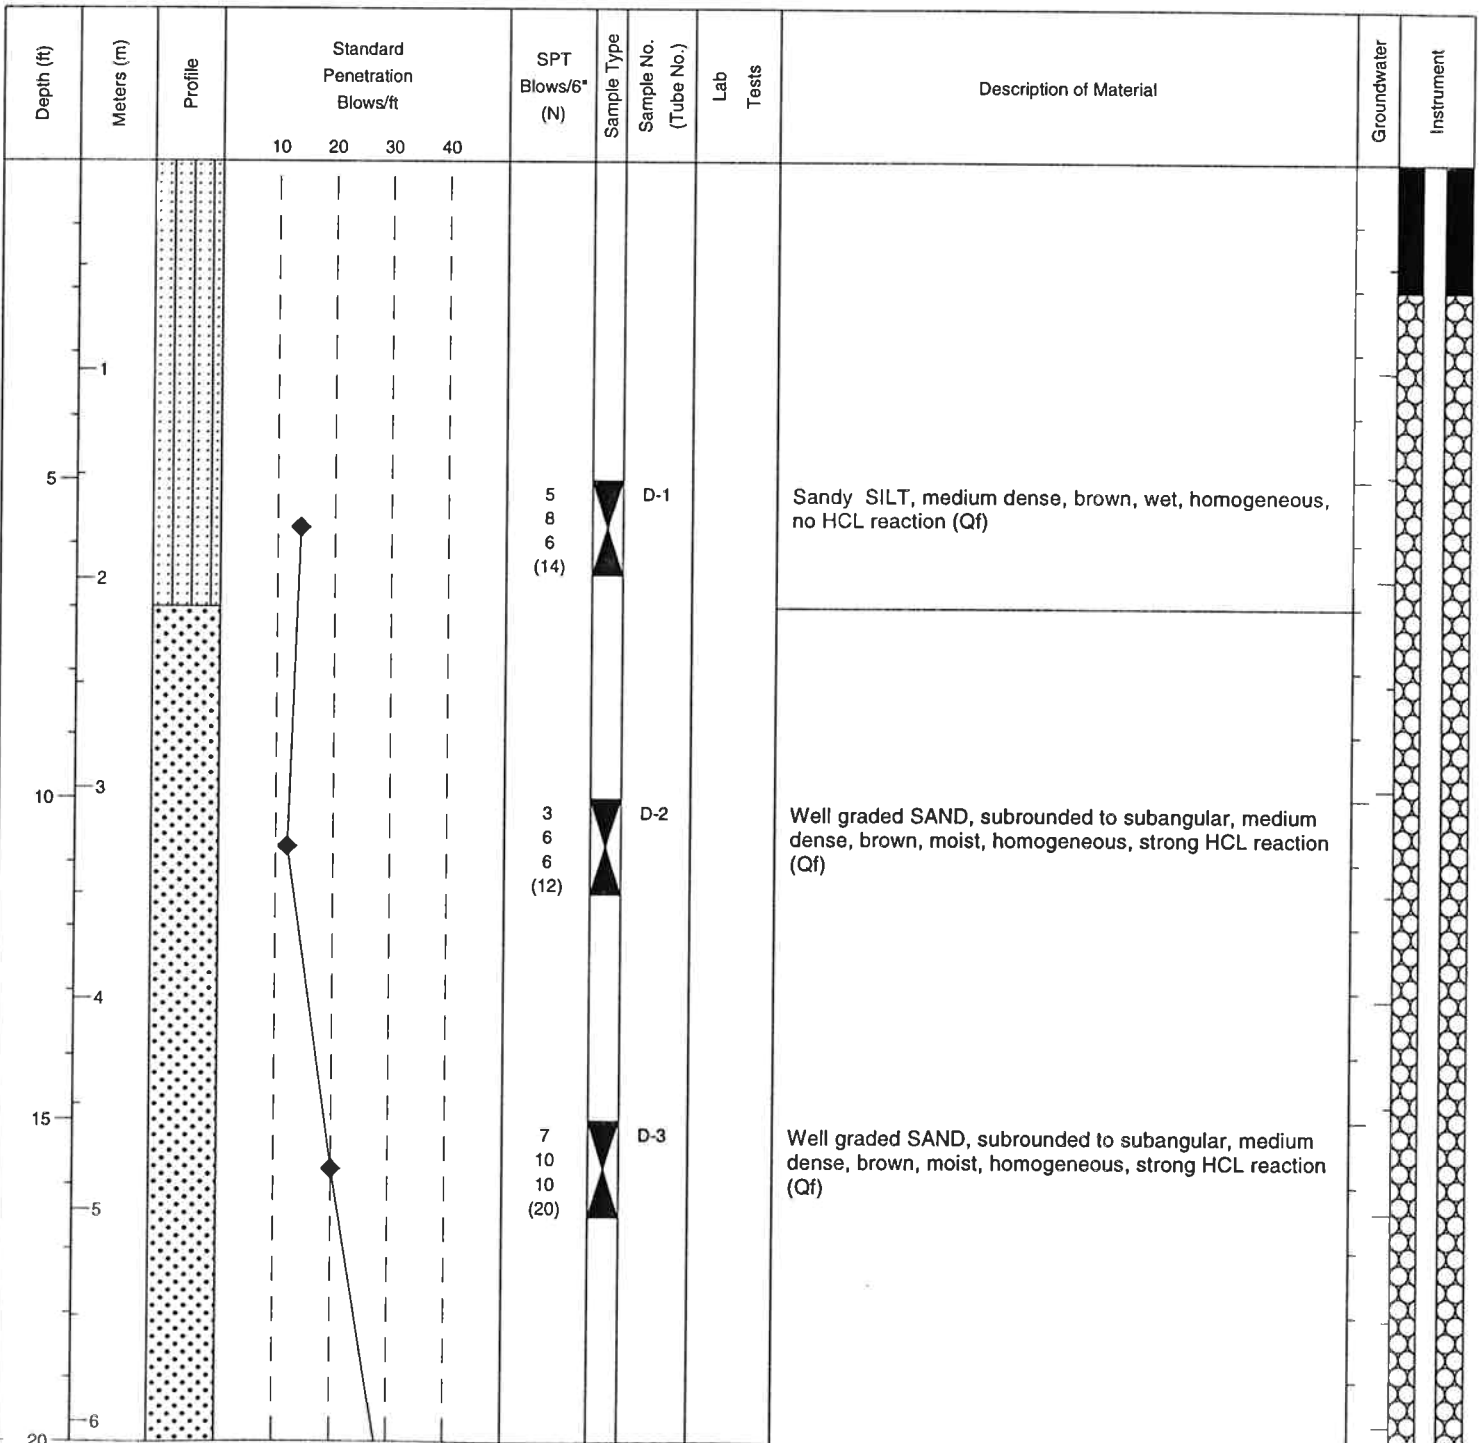 Depth (ft)
Meters (m)
Profile
Standard
Penetration
Blows/ft
10 20 30 40
SPT
Blows/6"
(N)
Sample Type
Sample No.
(Tube No.)
Lab
Tests
Description of Material
Groundwater
Instrument
1
5
5
8
6
(14)
D-1
Sandy SILT, medium dense, brown, wet, homogeneous,
no HCL reaction (Qf)
2
3
10
3
6
6
(12)
D-2
Well graded SAND, subrounded to subangular, medium
dense, brown, moist, homogeneous, strong HCL reaction
(Qf)
4
15
7
10
10
(20)
D-3
Well graded SAND, subrounded to subangular, medium
dense, brown, moist, homogeneous, strong HCL reaction
(Qf)
5
6
20